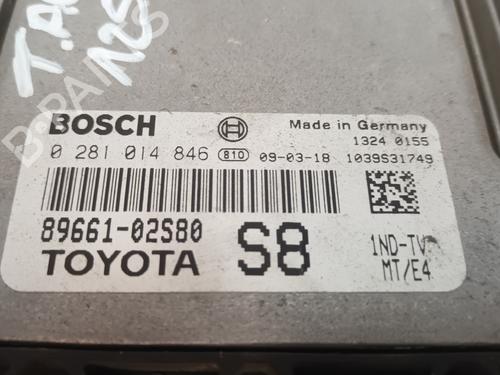 BOSCH
Made in Germany
1324 0155
0 281 014 846 810 09-03-18 1039S31749
89661-02S80
S8
1ND-TV
TOYOTA
MT/E4